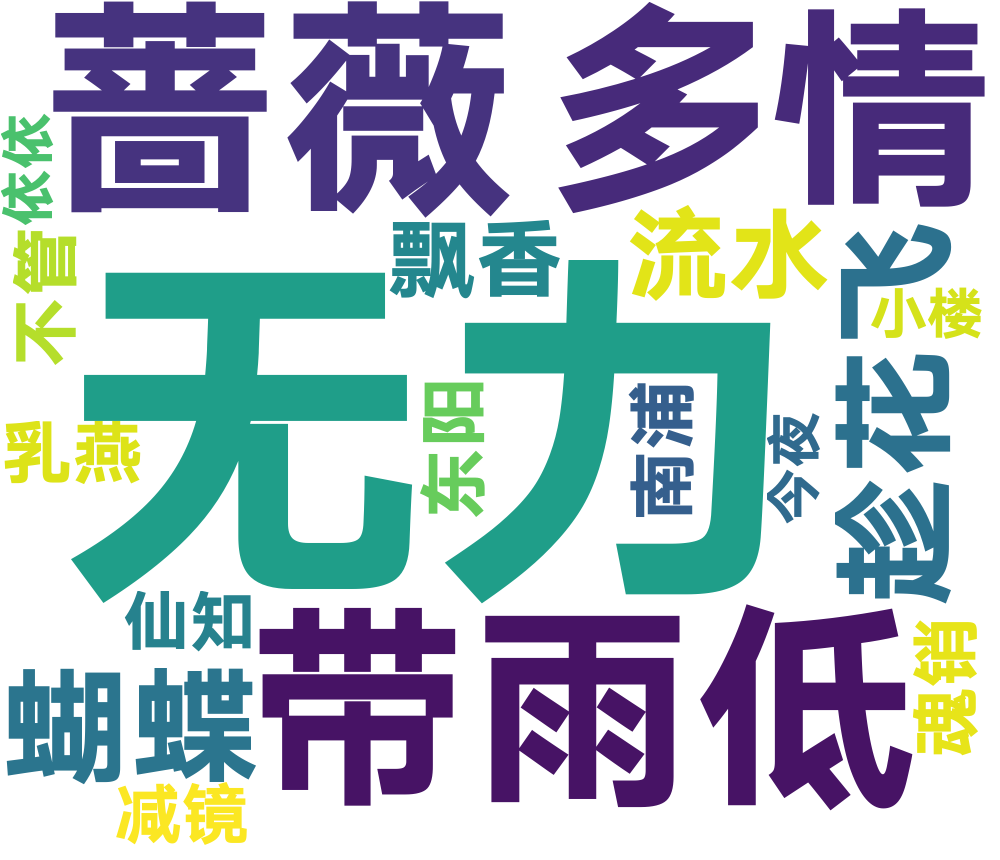 蔷薇 多情
依依
飘香 流水
不管
飞
小楼
无力
趁花
乳燕
东阳
南浦
今夜
仙知
带雨低
魂销
蝴蝶
减镜